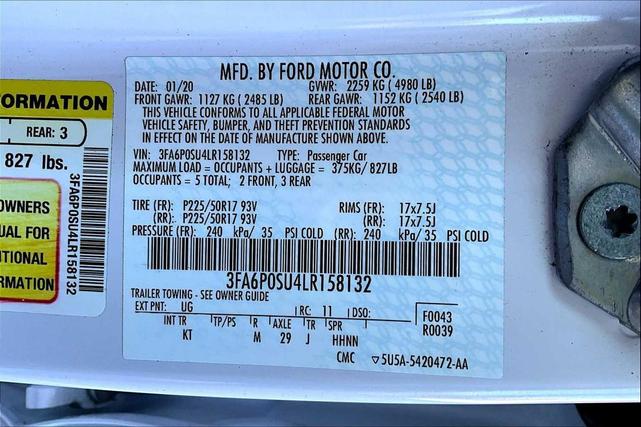 MFD. BY FORD MOTOR CO.
DATE: 01/20 GVWR: 2259 KG ( 4980 LB)
FRONT GAWR: 1127 KG ( 2485 LB) REAR GAWR: 1152 KG ( 2540 LB)
THIS VEHICLE CONFORMS TO ALL APPLICABLE FEDERAL MOTOR
VEHICLE SAFETY, BUMPER, AND THEFT PREVENTION STANDARDS
IN EFFECT ON THE DATE OF MANUFACTURE SHOWN ABOVE.
VIN: 3FA6P0SU4LR158132 TYPE: Passenger Car
MAXIMUM LOAD = OCCUPANTS + LUGGAGE = 375KG/827LB
OCCUPANTS = 5 TOTAL; 2 FRONT, 3 REAR
TIRE (FR): P225/50R17 93V RIMS (FR): 17x7.5J
(RR): P225/50R17 93V (RR): 17x7.5J
PRESSURE (FR): 240 kPa/ 35 PSI COLD (RR): 240 kPa/ 35 PSI COLD
3FA6P0SU4LR158132
TRAILER TOWING - SEE OWNER GUIDE
EXT PNT: UG RC: 11 DSO: F0043
R0039
INT TR TP/PS R AXLE TR SPR
KT M 29 J HHNN
CMC 5U5A-5420472-AA
FORMATION
REAR: 3
827 lbs.
OWNERS
UAL FOR
ITIONAL
RMATION
3FA6P0SU4LR158132